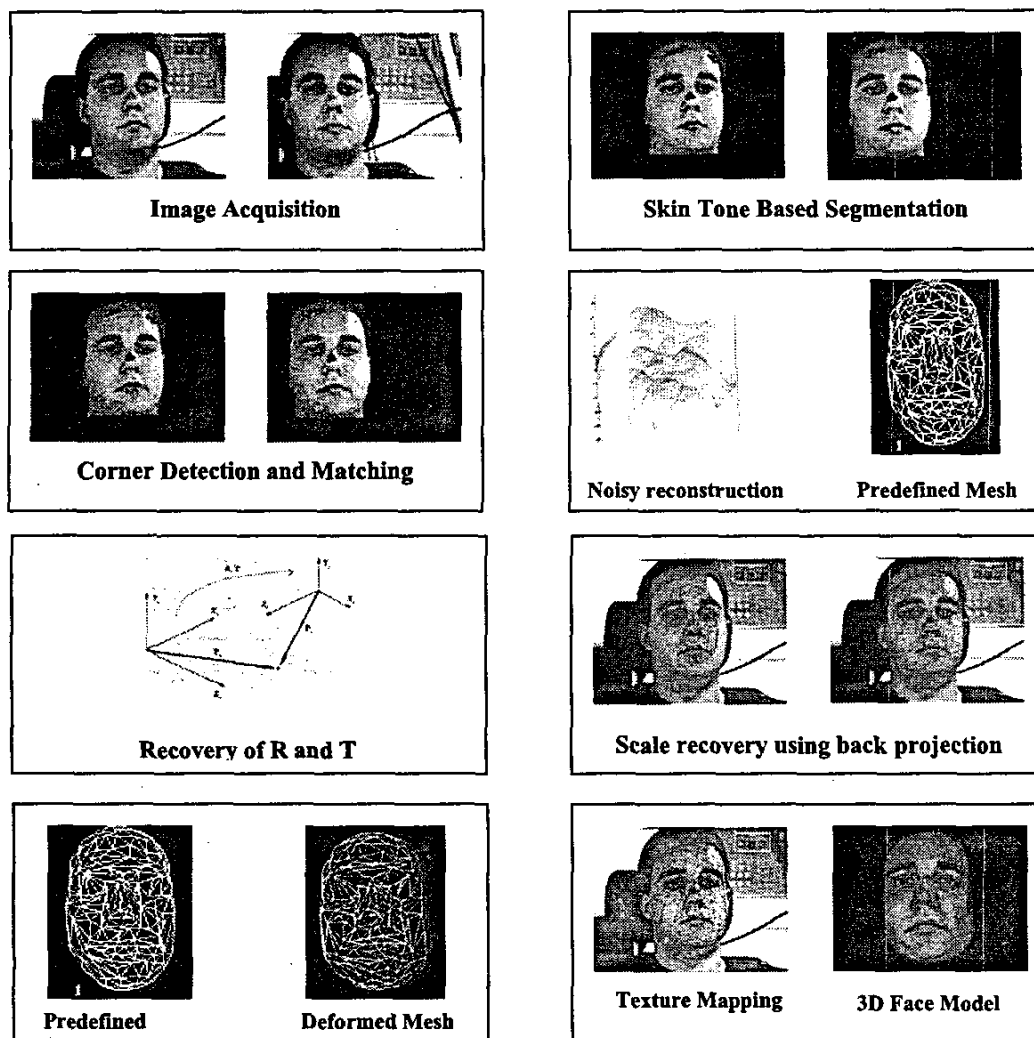 Image Acquisition
Skin Tone Based Segmentation
Corner Detection and Matching
Noisy reconstruction
Predefined Mesh
Recovery of R and T
Scale recovery using back projection
Predefined
Deformed Mesh
Texture Mapping
3D Face Model